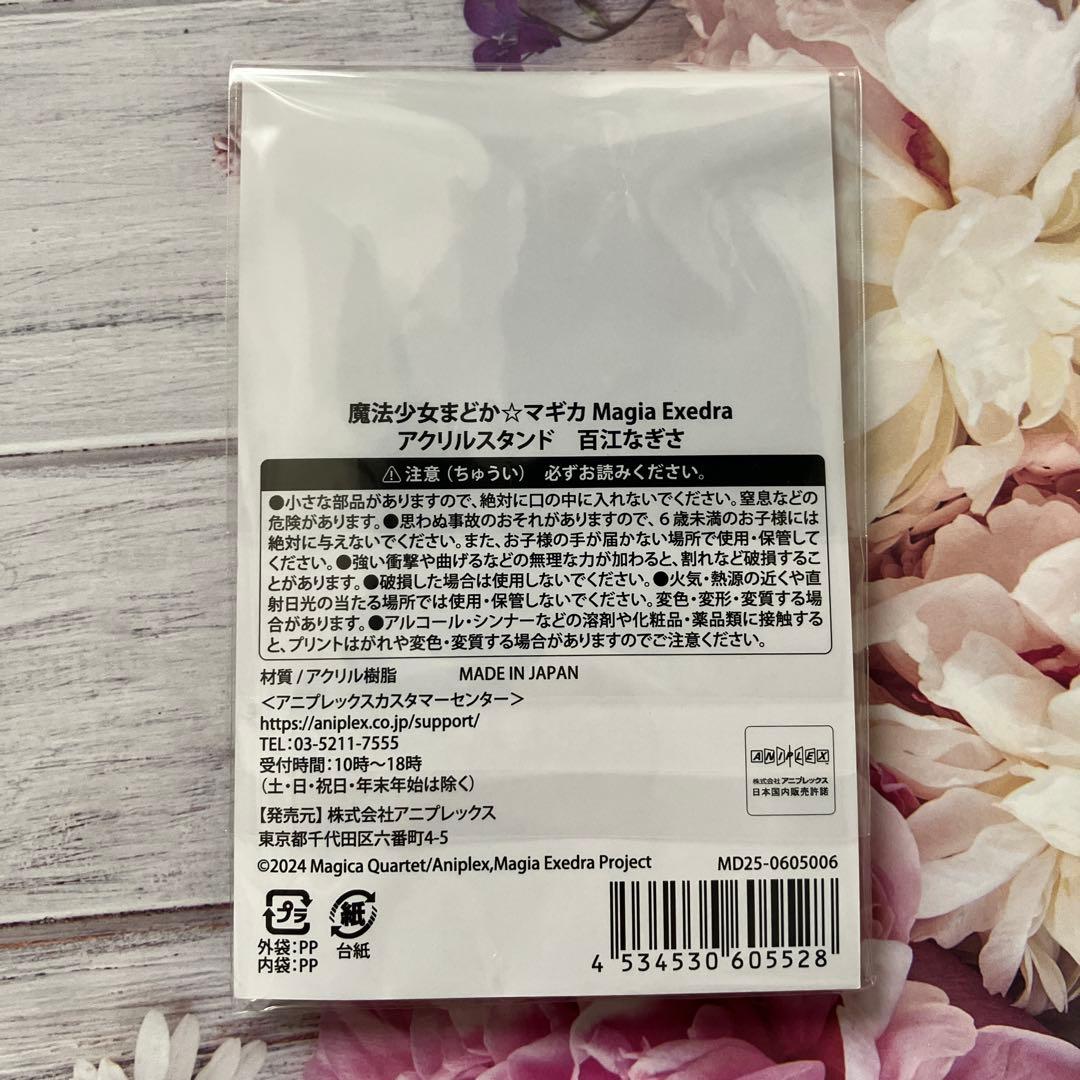 魔法少女まどか☆マギカ Magia Exedra
アクリルスタンド　百江なぎさ
⚠注意（ちゅうい）　必ずお読みください。
●小さな部品がありますので、絶対に口の中に入れないでください。窒息などの
危険があります。●思わぬ事故のおそれがありますので、６歳未満のお子様には
絶対に与えないでください。また、お子様の手が届かない場所で使用・保管して
ください。●強い衝撃や曲げるなどの無理な力が加わると、割れなど破損するこ
とがあります。●破損した場合は使用しないでください。●火気・熱源の近くや直
射日光の当たる場所では使用・保管しないでください。変色・変形・変質する場
合があります。●アルコール・シンナーなどの溶剤や化粧品・薬品類に接触する
と、プリントはがれや変色・変質する場合がありますのでご注意ください。
材質 / アクリル樹脂　MADE IN JAPAN
＜アニプレックスカスタマーセンター＞
https://aniplex.co.jp/support/
TEL：03-5211-7555
受付時間：10時～18時
（土・日・祝日・年末年始は除く）
【発売元】株式会社アニプレックス
東京都千代田区六番町4-5
ANIPLEX
株式会社アニプレックス
日本国内販売許諾
©2024 Magica Quartet/Aniplex,Magia Exedra Project
MD25-0605006
プラ
外袋：PP
内袋：PP
紙
台紙
4 534530 605528